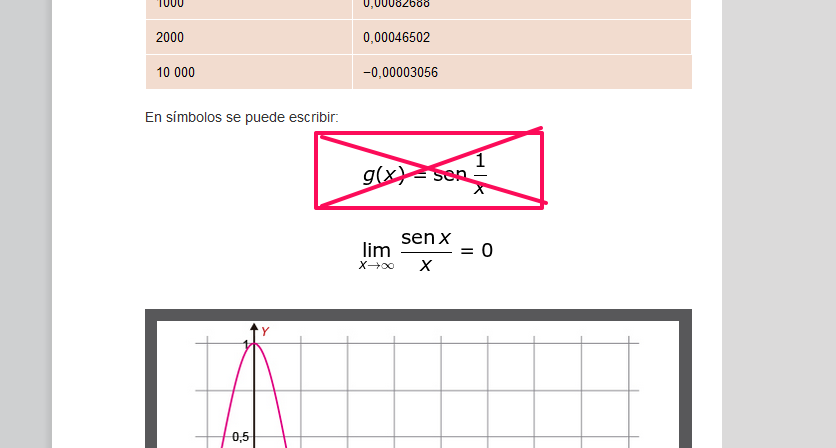 1000 0,00082688
2000 0,00046502
10 000 −0,00003056
En símbolos se puede escribir:
g(x) = sen 1/x
lim x→∞ sen x / x = 0
Y
1
0,5